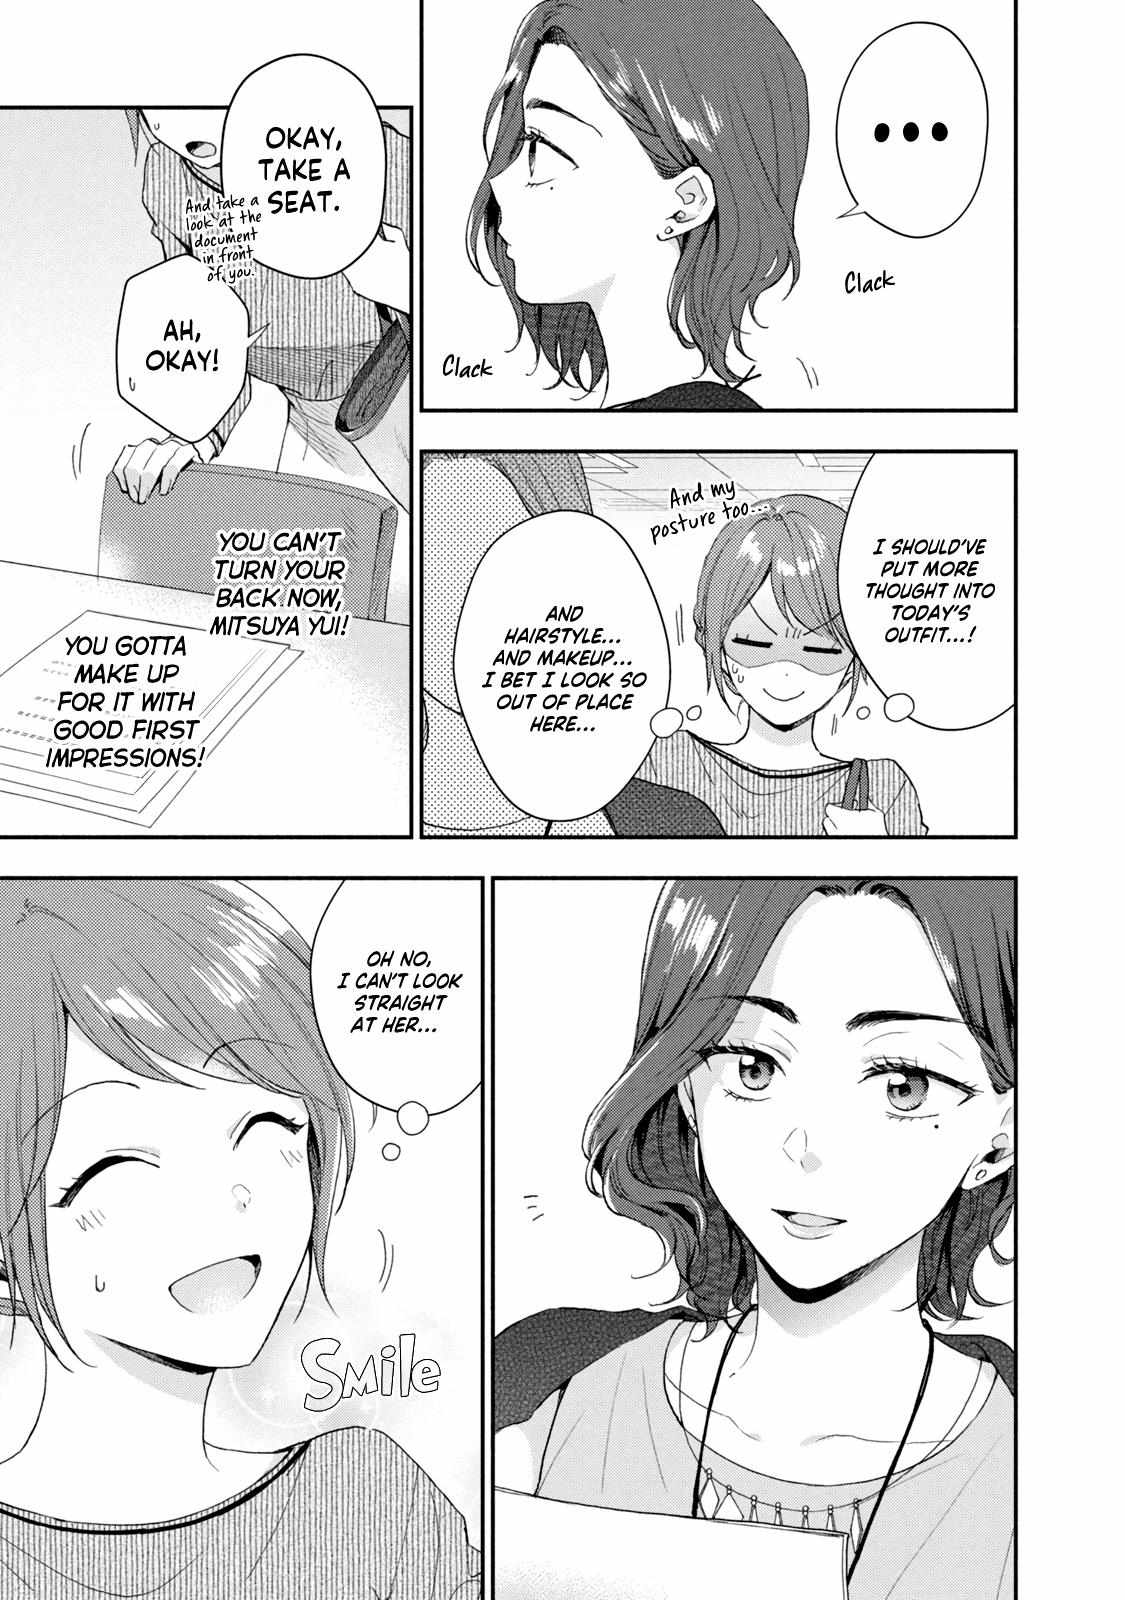 ...
Clack
Clack
I SHOULD'VE
PUT MORE
THOUGHT INTO
TODAY'S
OUTFIT...!
And my
posture too...
AND
HAIRSTYLE...
AND MAKEUP...
I BET I LOOK SO
OUT OF PLACE
HERE...
OKAY,
TAKE A
SEAT.
And take a
look at the
document
in front
of you.
AH,
OKAY!
YOU CAN'T
TURN YOUR
BACK NOW,
MITSUYA YUI!
YOU GOTTA
MAKE UP
FOR IT WITH
GOOD FIRST
IMPRESSIONS!
OH NO,
I CAN'T LOOK
STRAIGHT
AT HER...
SMile